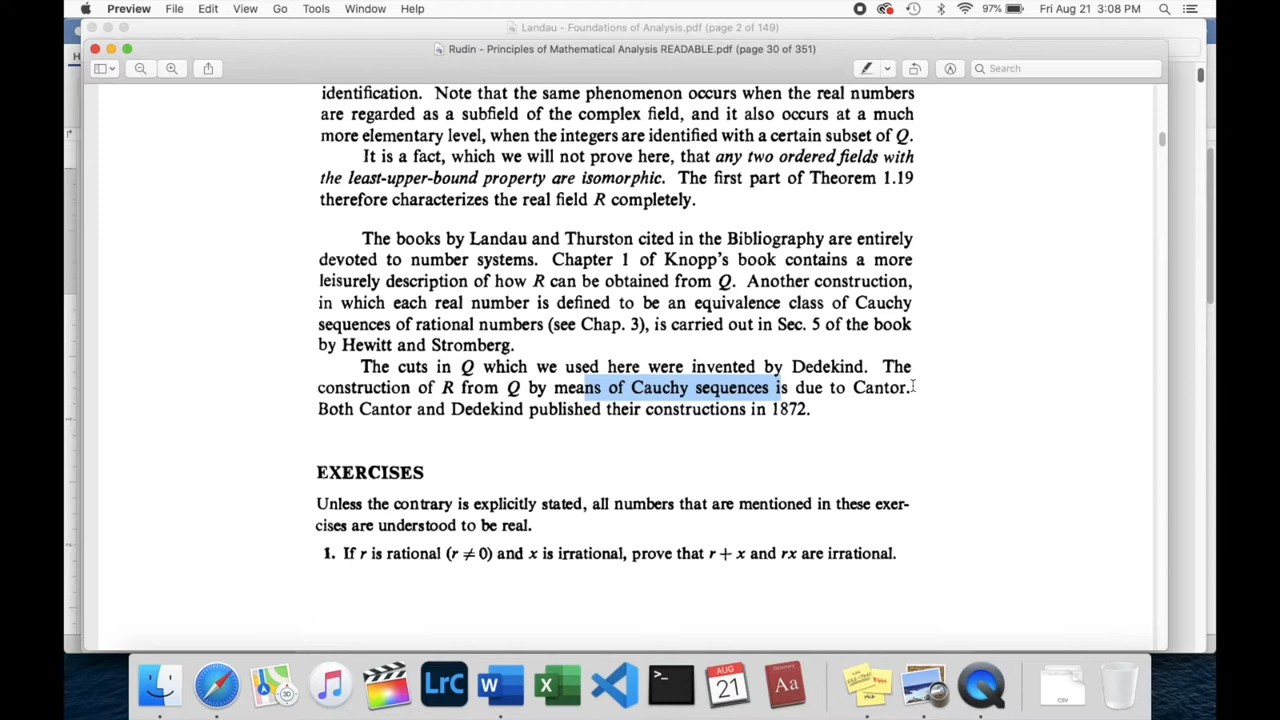 Preview File Edit View Go Tools Window Help 97% Fri Aug 21 3:08 PM
Landau - Foundations of Analysis.pdf (page 2 of 149)
Rudin - Principles of Mathematical Analysis READABLE.pdf (page 30 of 351)
H
Search
identification. Note that the same phenomenon occurs when the real numbers
are regarded as a subfield of the complex field, and it also occurs at a much
more elementary level, when the integers are identified with a certain subset of Q.
It is a fact, which we will not prove here, that any two ordered fields with
the least-upper-bound property are isomorphic. The first part of Theorem 1.19
therefore characterizes the real field R completely.
The books by Landau and Thurston cited in the Bibliography are entirely
devoted to number systems. Chapter 1 of Knopp's book contains a more
leisurely description of how R can be obtained from Q. Another construction,
in which each real number is defined to be an equivalence class of Cauchy
sequences of rational numbers (see Chap. 3), is carried out in Sec. 5 of the book
by Hewitt and Stromberg.
The cuts in Q which we used here were invented by Dedekind. The
construction of R from Q by means of Cauchy sequences is due to Cantor.
Both Cantor and Dedekind published their constructions in 1872.
EXERCISES
Unless the contrary is explicitly stated, all numbers that are mentioned in these exer-
cises are understood to be real.
1. If r is rational (r ≠ 0) and x is irrational, prove that r + x and rx are irrational.
3D
LrC
W
X
>_
AUG
21
Aa
CSV